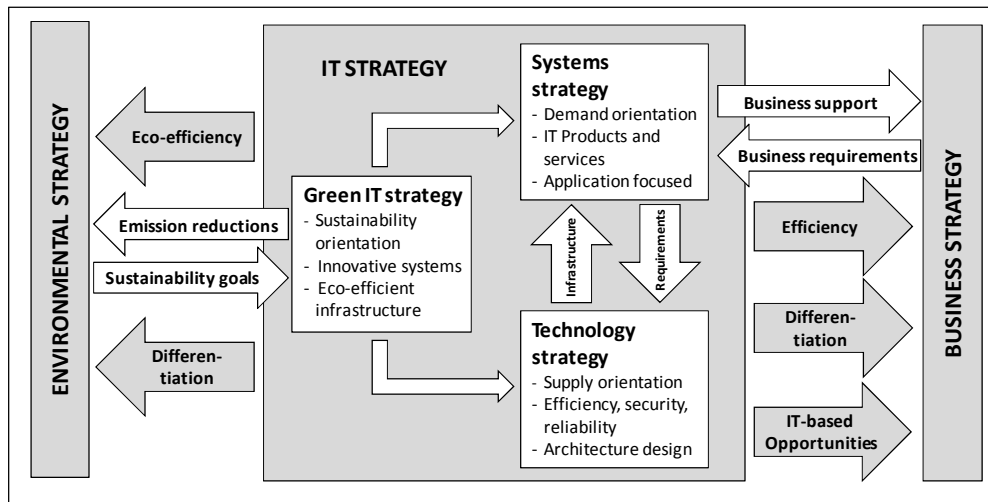 ENVIRONMENTAL STRATEGY
Eco-efficiency
Emission reductions
Sustainability goals
Differen-
tiation
IT STRATEGY
Green IT strategy
- Sustainability
orientation
- Innovative systems
- Eco-efficient
infrastructure
Systems
strategy
- Demand orientation
- IT Products and
services
- Application focused
Infrastructure
Requirements
Technology
strategy
- Supply orientation
- Efficiency, security,
reliability
- Architecture design
Business support
Business requirements
Efficiency
Differen-
tiation
IT-based
Opportunities
BUSINESS STRATEGY